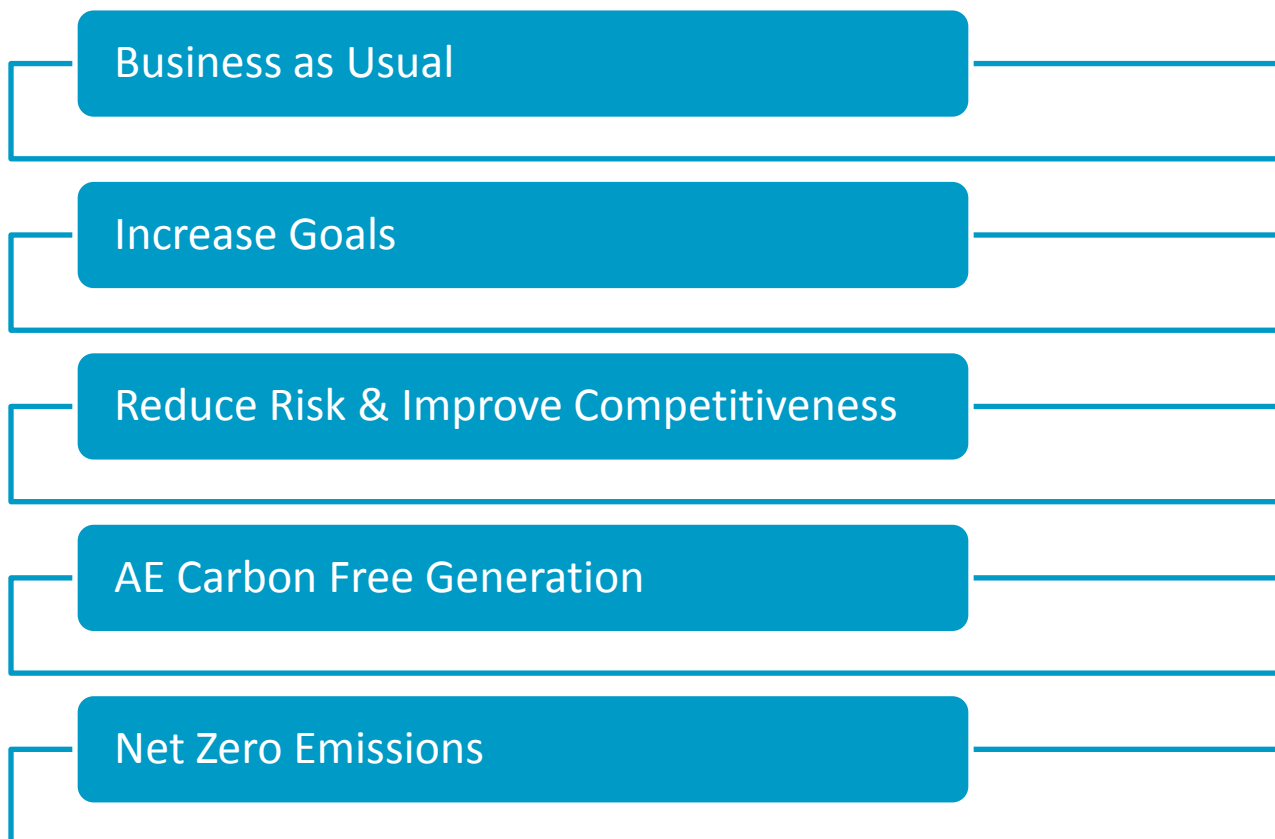 Business as Usual
Increase Goals
Reduce Risk & Improve Competitiveness
AE Carbon Free Generation
Net Zero Emissions